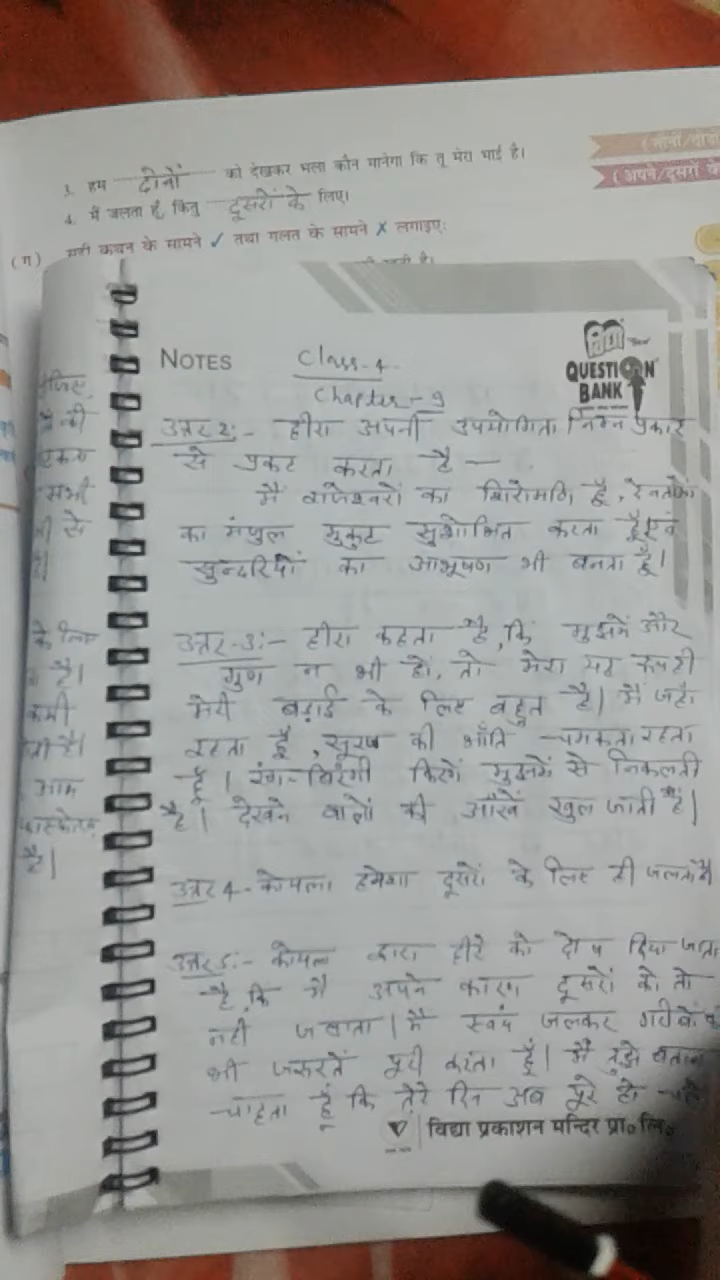 3. हम दोनों को देखकर भला कौन मानेगा कि तू मेरा भाई है।
4. मैं जलता हूँ, किन्तु दूसरों के लिए।
(ग) सही कथन के सामने ✓ तथा गलत के सामने ✗ लगाइए:
(अपने/दूसरों के
NOTES
Class-4
Chapter-9
QUESTION BANK
उत्तर 2:- हीरा अपनी उपयोगिता निम्न प्रकार
से प्रकट करता है —
मैं राजेश्वरों का शिरोमणि हूँ,
का मंजुल मुकुट सुशोभित करता हूँ एवं
सुन्दरियों का आभूषण भी बनता हूँ।
उत्तर-3:- हीरा कहता है, कि मुझमें और
गुण न भी हों, तो मेरा यह
मेरी बड़ाई के लिए बहुत है। मैं जहाँ
रहता हूँ, सूरज की भाँति चमकता रहता
हूँ। रंग-बिरंगी किरणें मुझमें से निकलती
है। देखने वालों की आँखें खुल जाती हैं।
उत्तर 4- कोयला हमेशा दूसरों के लिए ही
उत्तर 5:- कोयले द्वारा हीरे को दोष दिया जाता
है, कि मैं अपने कारण दूसरों को तो
नहीं जलाता। मैं स्वयं जलकर गरीबों
भी जरूरतें पूरी करता हूँ। मैं तुझे
चाहता हूँ कि तेरे दिन अब पूरे हो
विद्या प्रकाशन मन्दिर प्रा० लि०
के लिए
है।